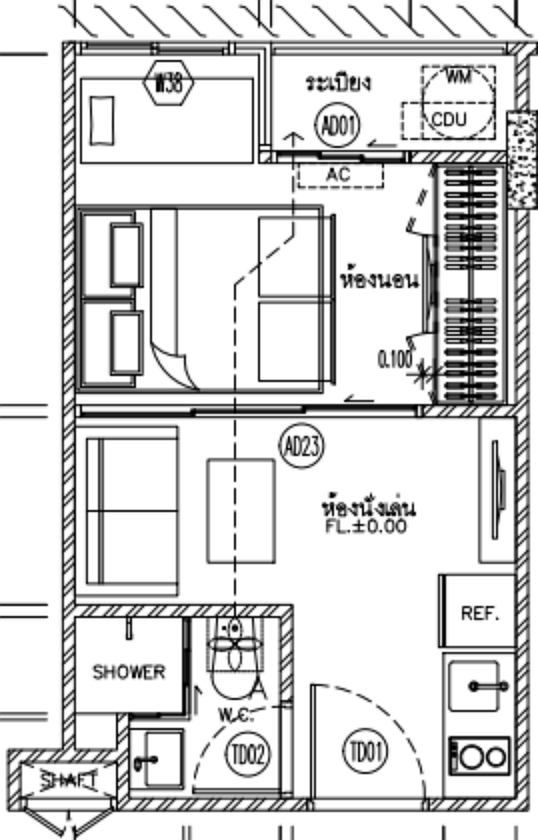 W38
ระเบียง
WM
AD01
CDU
AC
ห้องนอน
0.100
AD23
ห้องนั่งเล่น
FL.±0.00
REF.
SHOWER
W.C.
TD02
TD01
SHAFT